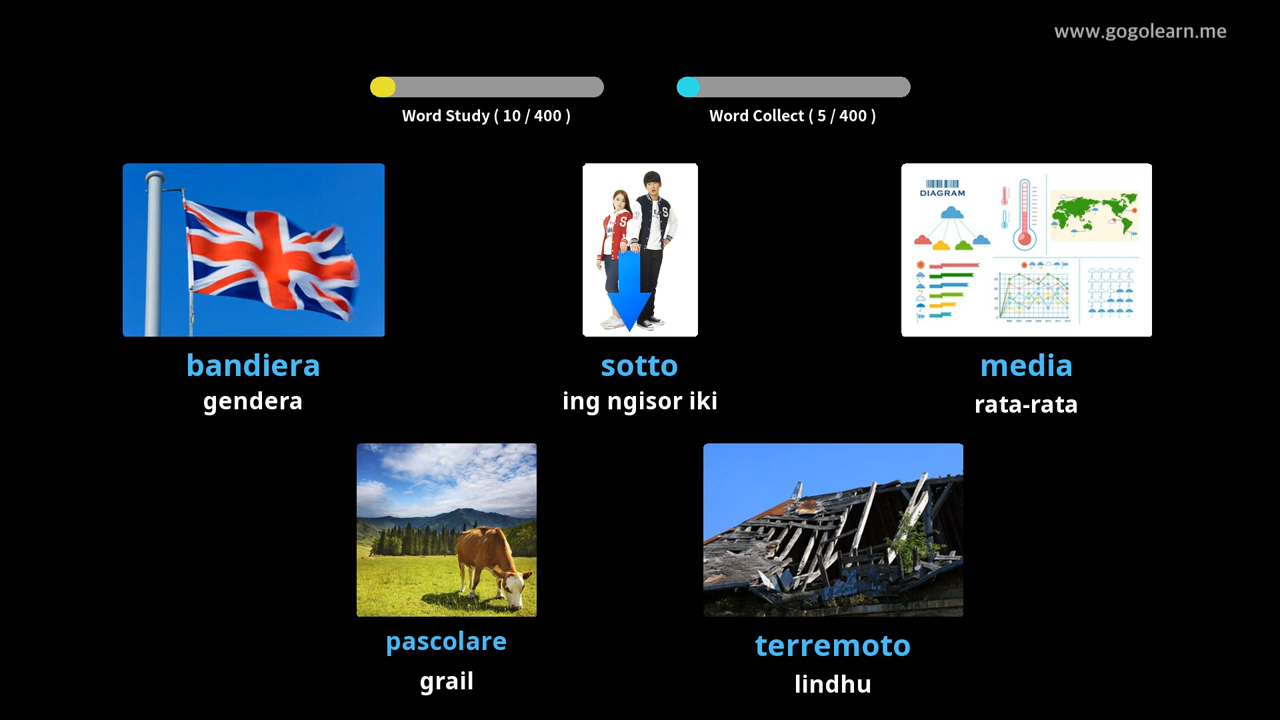 www.gogolearn.me
Word Study ( 10 / 400 )
Word Collect ( 5 / 400 )
DIAGRAM
bandiera
gendera
sotto
ing ngisor iki
media
rata-rata
pascolare
grail
terremoto
lindhu